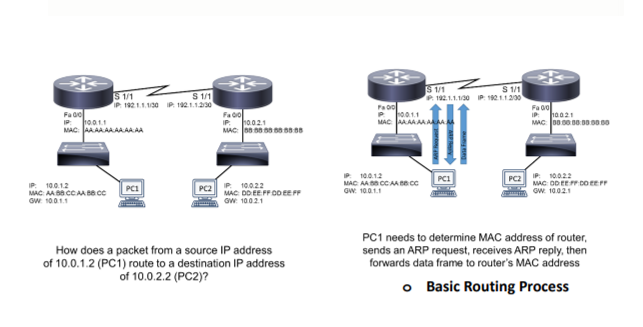 S 1/1
IP: 192.1.1.1/30
S 1/1
IP: 192.1.1.2/30
Fa 0/0
IP: 10.0.1.1
MAC: AA:AA:AA:AA:AA:AA
Fa 0/0
IP: 10.0.2.1
MAC: BB:BB:BB:BB:BB:BB
IP: 10.0.1.2
MAC: AA:BB:CC:AA:BB:CC
GW: 10.0.1.1
PC1
PC2
IP: 10.0.2.2
MAC: DD:EE:FF:DD:EE:FF
GW: 10.0.2.1
How does a packet from a source IP address
of 10.0.1.2 (PC1) route to a destination IP address
of 10.0.2.2 (PC2)?
S 1/1
IP: 192.1.1.1/30
S 1/1
IP: 192.1.1.2/30
Fa 0/0
IP: 10.0.1.1
MAC: AA:AA:AA:AA:AA:AA
Fa 0/0
IP: 10.0.2.1
MAC: BB:BB:BB:BB:BB:BB
ARP Request
ARP Reply
Data Frame
IP: 10.0.1.2
MAC: AA:BB:CC:AA:BB:CC
GW: 10.0.1.1
PC1
PC2
IP: 10.0.2.2
MAC: DD:EE:FF:DD:EE:FF
GW: 10.0.2.1
PC1 needs to determine MAC address of router,
sends an ARP request, receives ARP reply, then
forwards data frame to router's MAC address
o Basic Routing Process